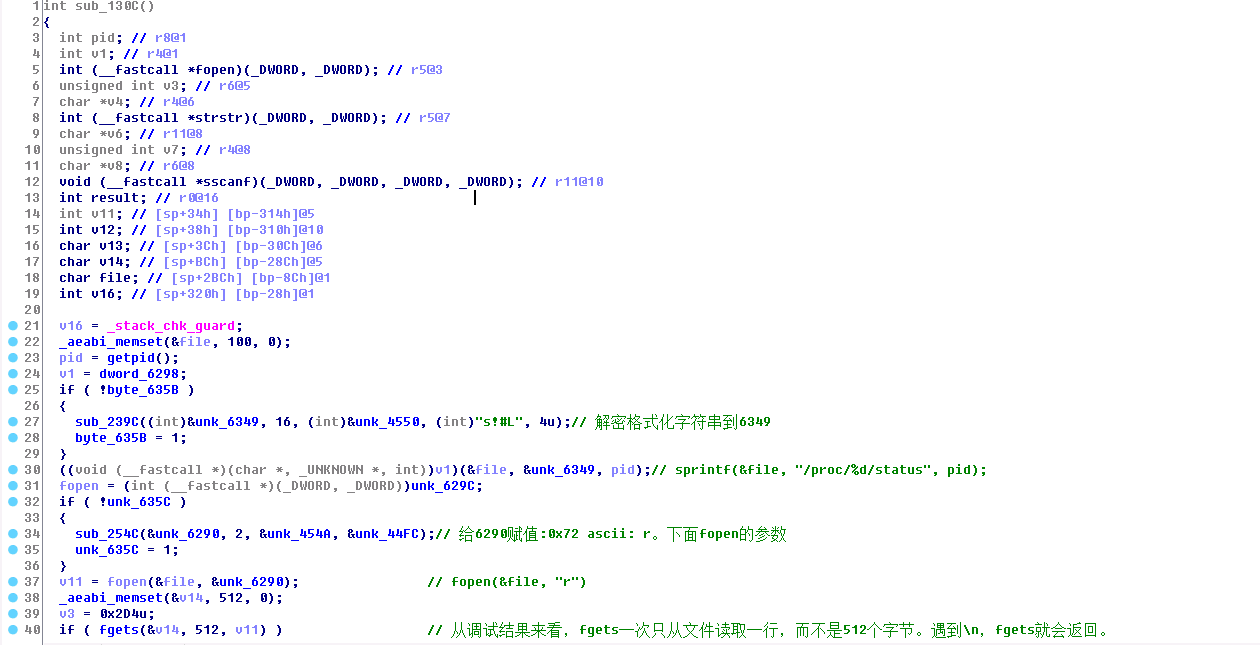 1 int sub_130C()
2 {
3 int pid; // r8@1
4 int v1; // r4@1
5 int (__fastcall *fopen)(_DWORD, _DWORD); // r5@3
6 unsigned int v3; // r6@5
7 char *v4; // r4@6
8 int (__fastcall *strstr)(_DWORD, _DWORD); // r5@7
9 char *v6; // r11@8
10 unsigned int v7; // r4@8
11 char *v8; // r6@8
12 void (__fastcall *sscanf)(_DWORD, _DWORD, _DWORD, _DWORD); // r11@10
13 int result; // r0@16
14 int v11; // [sp+34h] [bp-314h]@5
15 int v12; // [sp+38h] [bp-310h]@10
16 char v13; // [sp+3Ch] [bp-30Ch]@6
17 char v14; // [sp+BCh] [bp-28Ch]@5
18 char file; // [sp+2BCh] [bp-8Ch]@1
19 int v16; // [sp+320h] [bp-28h]@1
20
21 v16 = _stack_chk_guard;
22 _aeabi_memset(&file, 100, 0);
23 pid = getpid();
24 v1 = dword_6298;
25 if ( !byte_635B )
26 {
27 sub_239C((int)&unk_6349, 16, (int)&unk_4550, (int)"s!#L", 4u);// 解密格式化字符串到6349
28 byte_635B = 1;
29 }
30 ((void (__fastcall *)(char *, _UNKNOWN *, int))v1)(&file, &unk_6349, pid);// sprintf(&file, "/proc/%d/status", pid);
31 fopen = (int (__fastcall *)(_DWORD, _DWORD))unk_629C;
32 if ( !unk_635C )
33 {
34 sub_254C(&unk_6290, 2, &unk_454A, &unk_44FC);// 给6290赋值:0x72 ascii: r。下面fopen的参数
35 unk_635C = 1;
36 }
37 v11 = fopen(&file, &unk_6290); // fopen(&file, "r")
38 _aeabi_memset(&v14, 512, 0);
39 v3 = 0x2D4u;
40 if ( fgets(&v14, 512, v11) ) // 从调试结果来看，fgets一次只从文件读取一行，而不是512个字节。遇到\n，fgets就会返回。